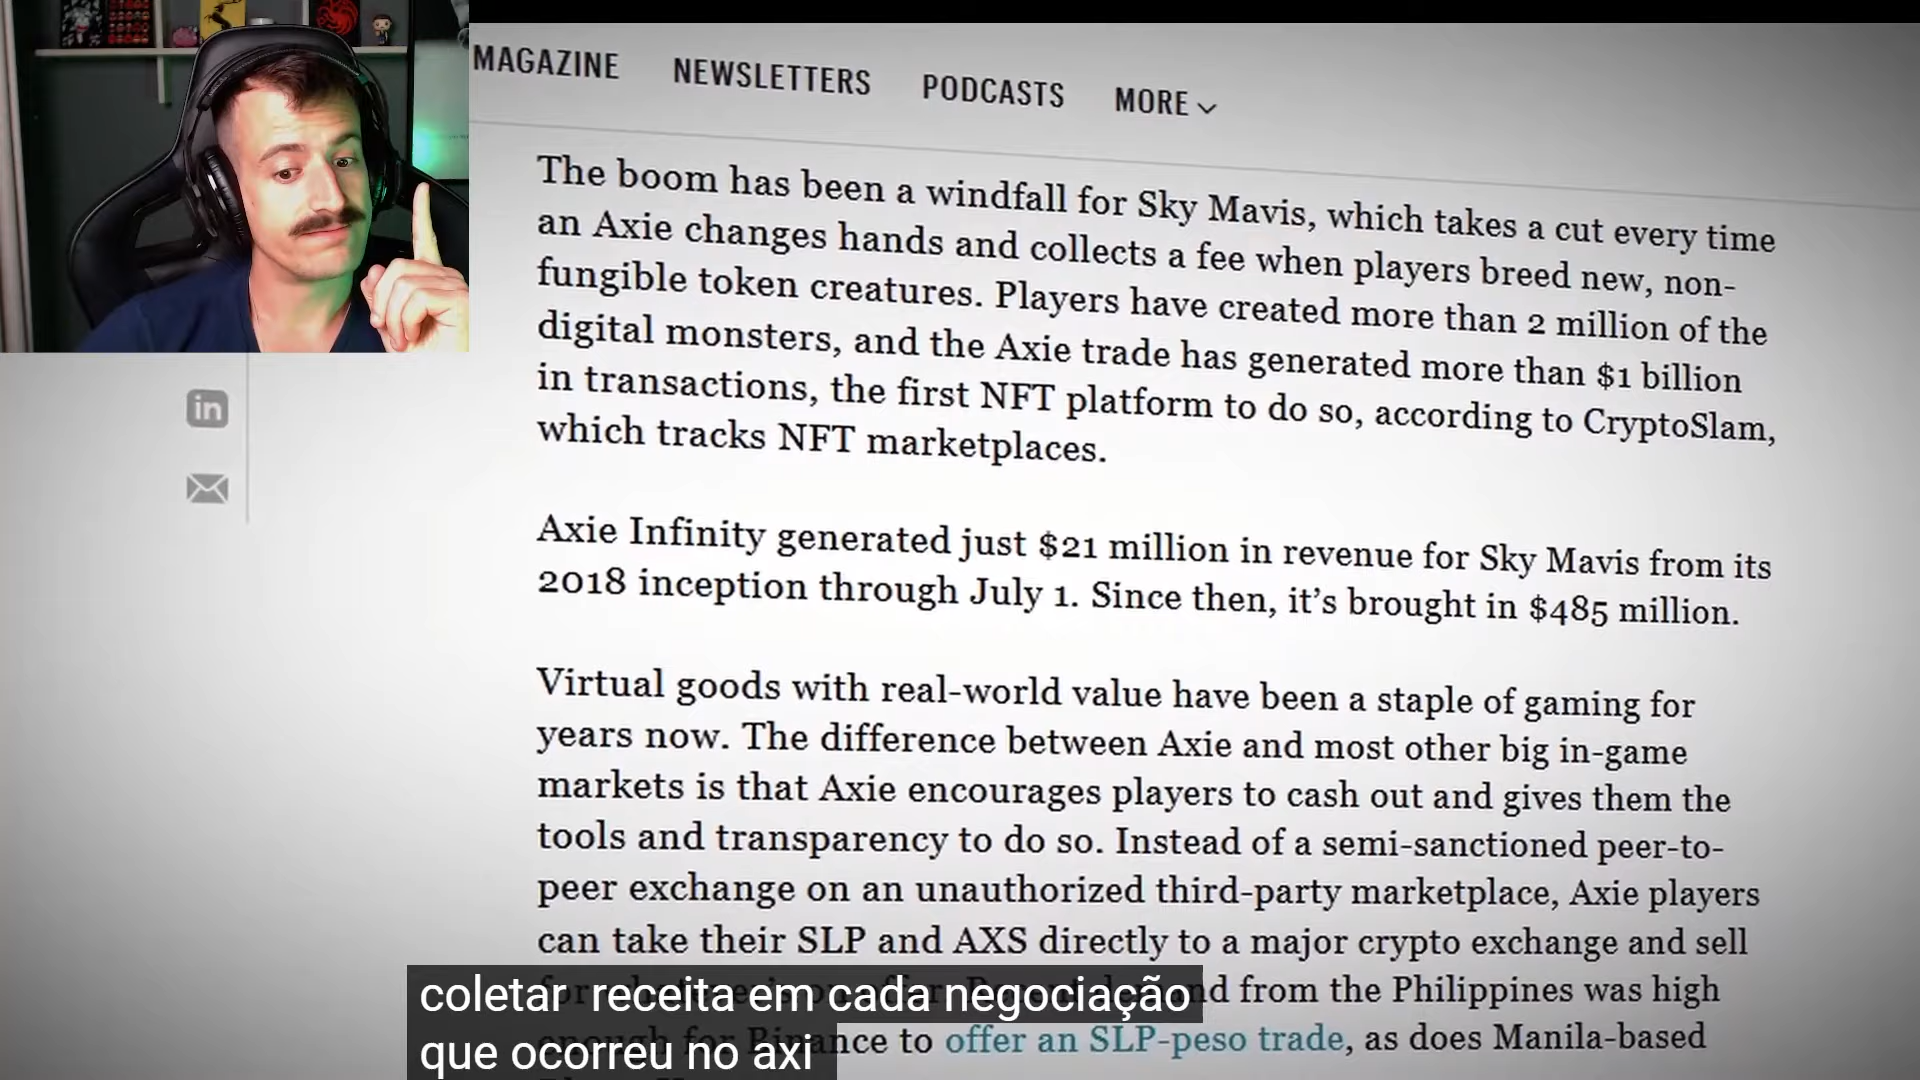 MAGAZINE NEWSLETTERS PODCASTS MORE
The boom has been a windfall for Sky Mavis, which takes a cut every time
an Axie changes hands and collects a fee when players breed new, non-
fungible token creatures. Players have created more than 2 million of the
digital monsters, and the Axie trade has generated more than $1 billion
in transactions, the first NFT platform to do so, according to CryptoSlam,
which tracks NFT marketplaces.
in
Axie Infinity generated just $21 million in revenue for Sky Mavis from its
2018 inception through July 1. Since then, it's brought in $485 million.
Virtual goods with real-world value have been a staple of gaming for
years now. The difference between Axie and most other big in-game
markets is that Axie encourages players to cash out and gives them the
tools and transparency to do so. Instead of a semi-sanctioned peer-to-
peer exchange on an unauthorized third-party marketplace, Axie players
can take their SLP and AXS directly to a major crypto exchange and sell
from the Philippines was high
to offer an SLP-peso trade, as does Manila-based
coletar receita em cada negociação
que ocorreu no axi